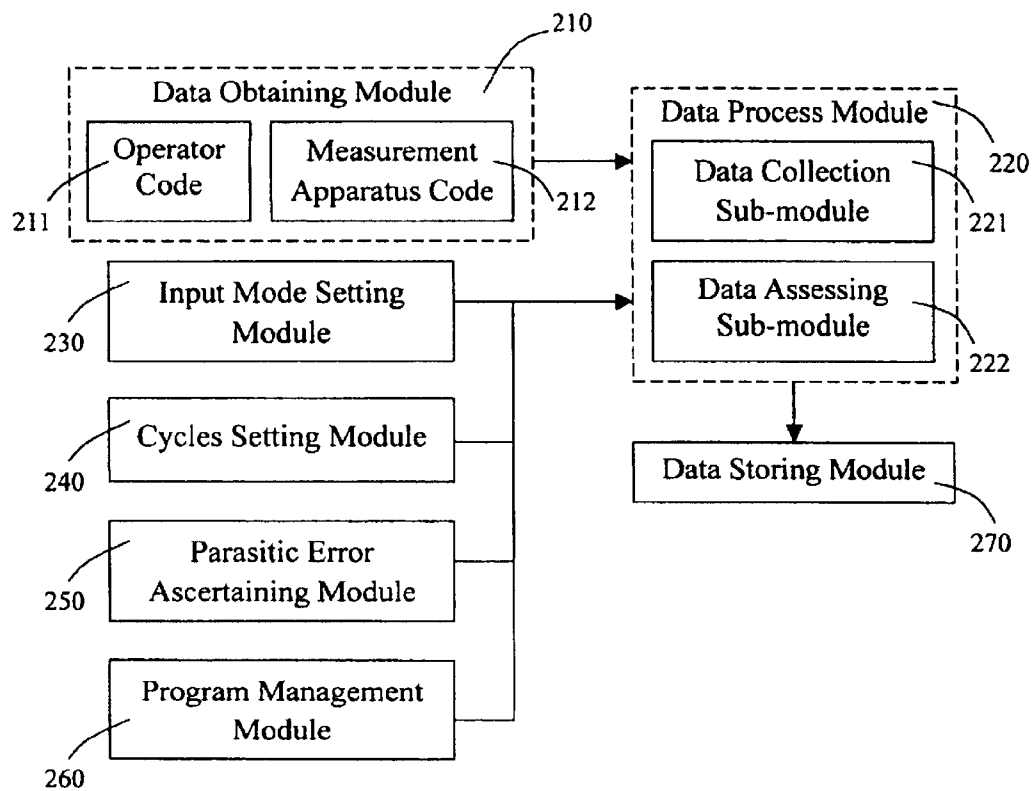 210
Data Obtaining Module
Operator
Code
211
Measurement
Apparatus Code
212
Data Process Module
220
Data Collection
Sub-module
221
Data Assessing
Sub-module
222
Input Mode Setting
Module
230
Cycles Setting Module
240
Data Storing Module
270
Parasitic Error
Ascertaining Module
250
Program Management
Module
260